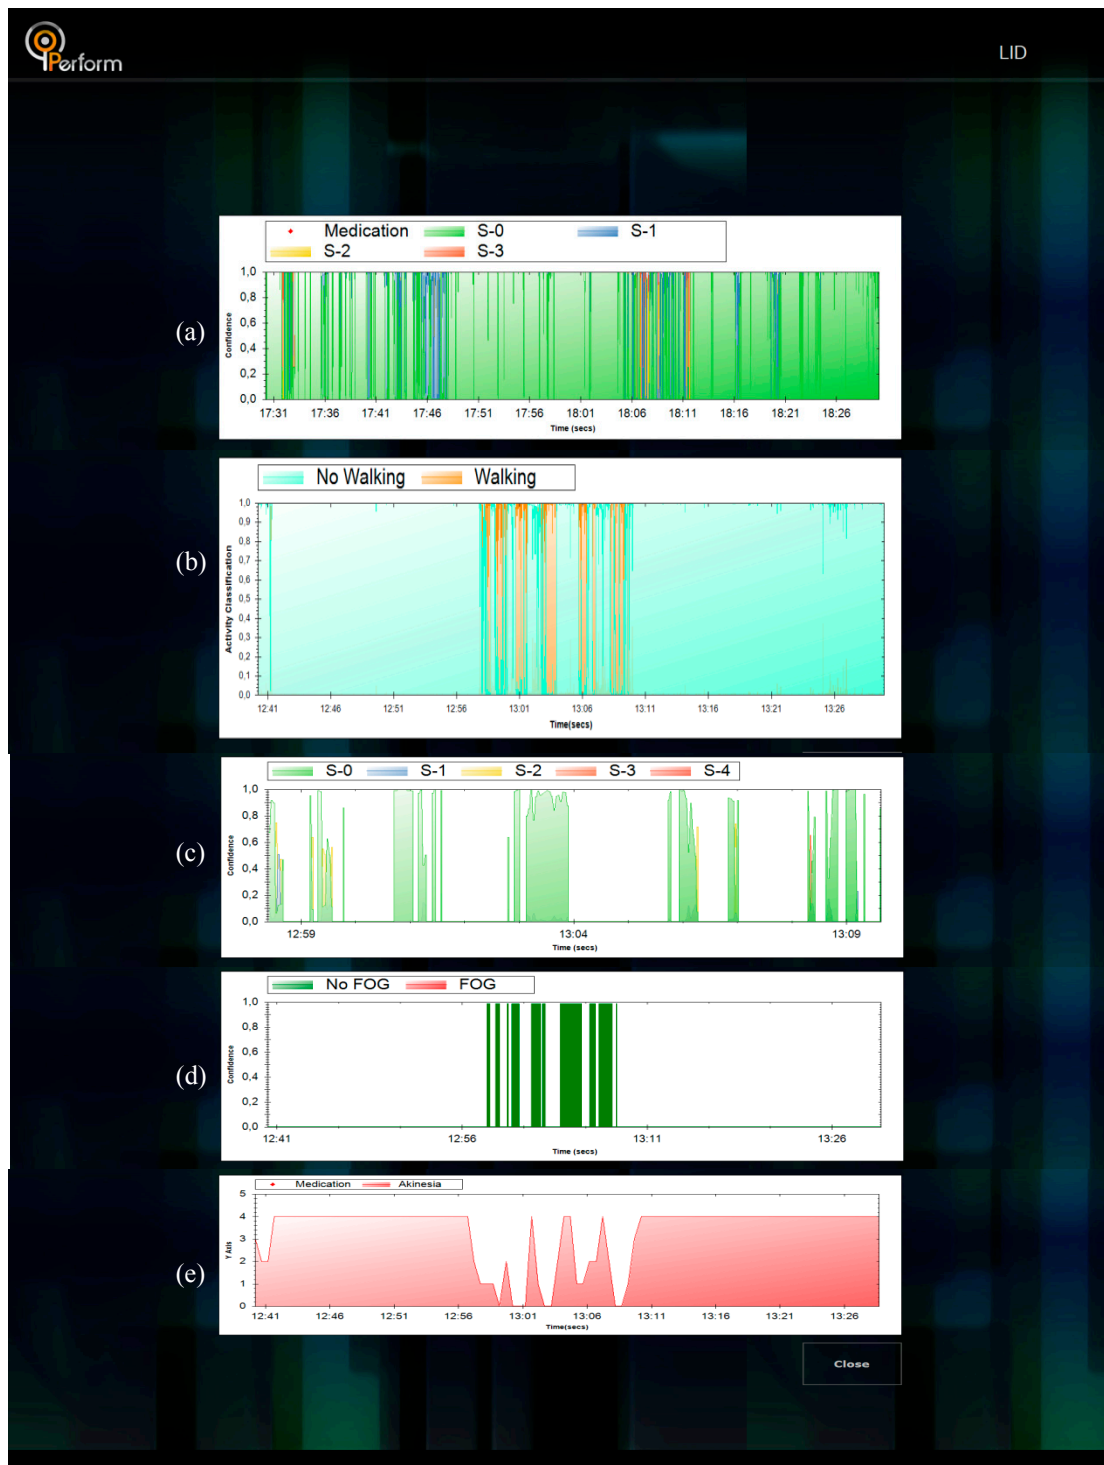 Perform
LID
(a)
Medication S-0 S-1
S-2 S-3
Confidence
1,0
0,8
0,6
0,4
0,2
0,0
17:31 17:36 17:41 17:46 17:51 17:56 18:01 18:06 18:11 18:16 18:21 18:26
Time (secs)
(b)
No Walking Walking
Activity Classification
1,0
0,9
0,8
0,7
0,6
0,5
0,4
0,3
0,2
0,1
0,0
12:41 12:46 12:51 12:56 13:01 13:06 13:11 13:16 13:21 13:26
Time(secs)
(c)
S-0 S-1 S-2 S-3 S-4
Confidence
1,0
0,8
0,6
0,4
0,2
0,0
12:59 13:04 13:09
Time (secs)
(d)
No FOG FOG
Confidence
1,0
0,8
0,6
0,4
0,2
0,0
12:41 12:56 13:11 13:26
Time (secs)
(e)
Medication Akinesia
Y Axis
5
4
3
2
1
0
12:41 12:46 12:51 12:56 13:01 13:06 13:11 13:16 13:21 13:26
Time(secs)
Close